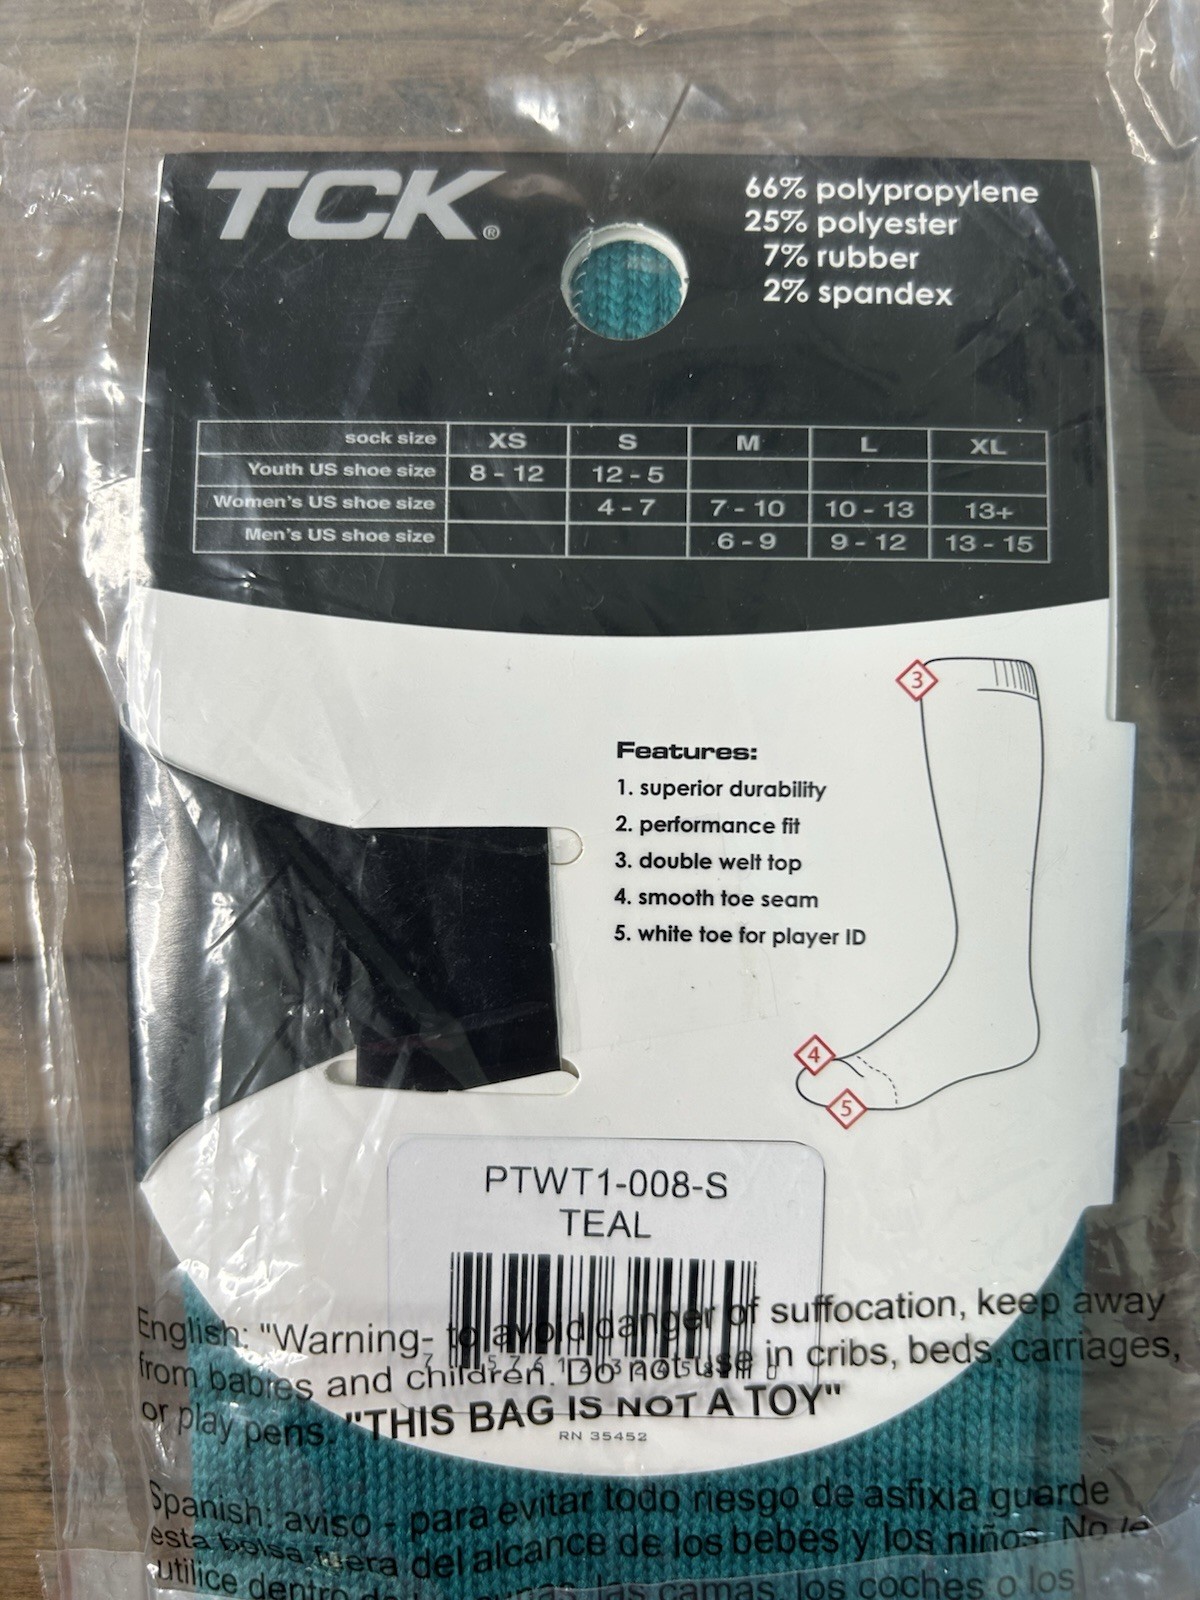 TCK®
66% polypropylene
25% polyester
7% rubber
2% spandex
sock size XS S M L XL
Youth US shoe size 8 - 12 12 - 5
Women's US shoe size 4 - 7 7 - 10 10 - 13 13+
Men's US shoe size 6 - 9 9 - 12 13 - 15
3
Features:
1. superior durability
2. performance fit
3. double welt top
4. smooth toe seam
5. white toe for player ID
4
5
PTWT1-008-S
TEAL
English: "Warning- to avoid danger of suffocation, keep away
from babies and children. Do not use in cribs, beds, carriages,
or play pens. "THIS BAG IS NOT A TOY"
RN 35452
Spanish: aviso - para evitar todo riesgo de asfixia guarde
esta bolsa fuera del alcance de los bebés y los niños. No le
utilice dentro las camas, los coches o los